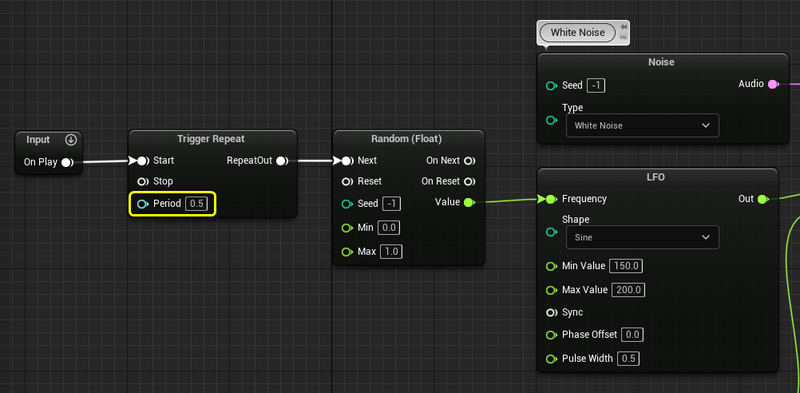 White Noise
Noise
Seed -1
Audio
Type
White Noise
Input
On Play
Trigger Repeat
Start
RepeatOut
Stop
Period 0.5
Random (Float)
Next
On Next
Reset
On Reset
Seed -1
Value
Min 0.0
Max 1.0
LFO
Frequency
Out
Shape
Sine
Min Value 150.0
Max Value 200.0
Sync
Phase Offset 0.0
Pulse Width 0.5